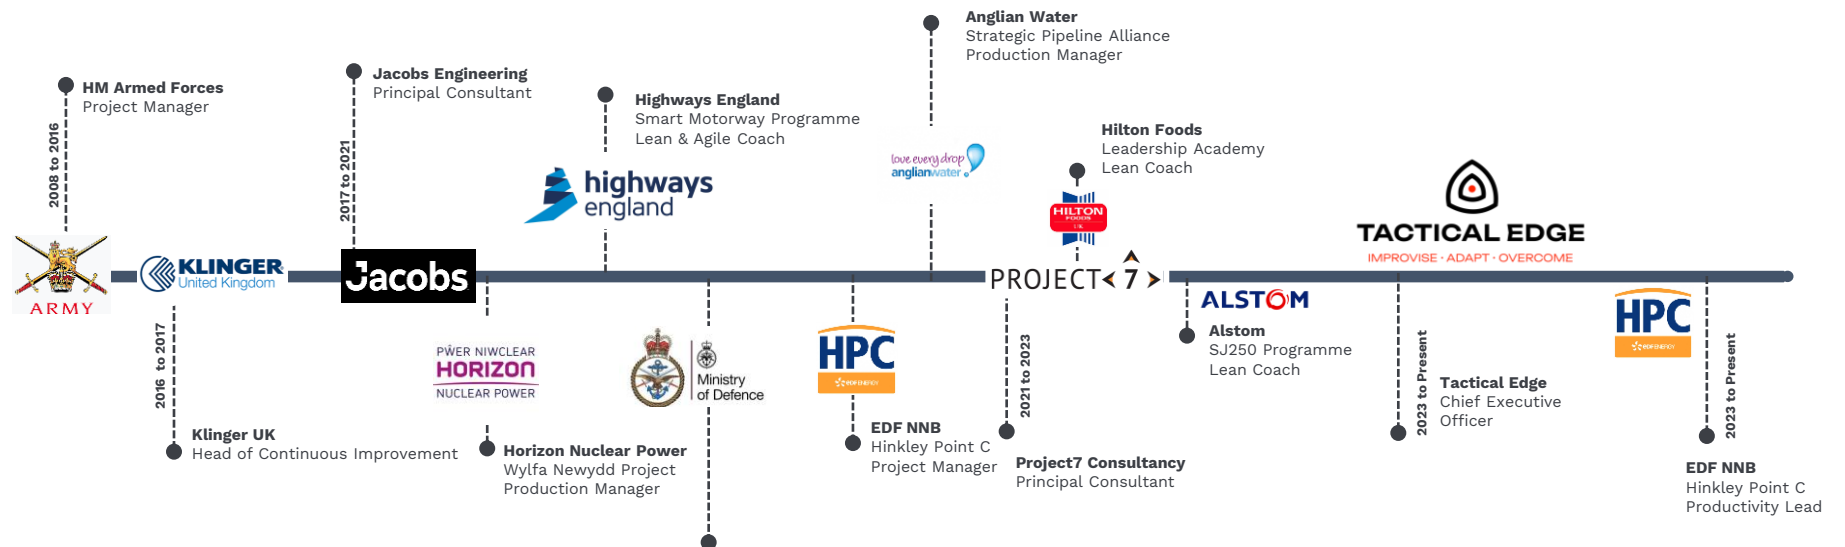 HM Armed Forces
Project Manager
2008 to 2016
ARMY
KLINGER
United Kingdom
2016 to 2017
Klinger UK
Head of Continuous Improvement
Jacobs Engineering
Principal Consultant
2017 to 2021
Jacobs
PŴER NIWCLEAR
HORIZON
NUCLEAR POWER
Horizon Nuclear Power
Wylfa Newydd Project
Production Manager
Highways England
Smart Motorway Programme
Lean & Agile Coach
highways
england
Ministry
of Defence
HPC
eDF ENERGY
EDF NNB
Hinkley Point C
Project Manager
Anglian Water
Strategic Pipeline Alliance
Production Manager
love every drop
anglianwater
PROJECT < 7 >
2021 to 2023
Project7 Consultancy
Principal Consultant
Hilton Foods
Leadership Academy
Lean Coach
HILTON
FOODS
UK
ALSTOM
Alstom
SJ250 Programme
Lean Coach
TACTICAL EDGE
IMPROVISE · ADAPT · OVERCOME
2023 to Present
Tactical Edge
Chief Executive
Officer
HPC
eDF ENERGY
2023 to Present
EDF NNB
Hinkley Point C
Productivity Lead